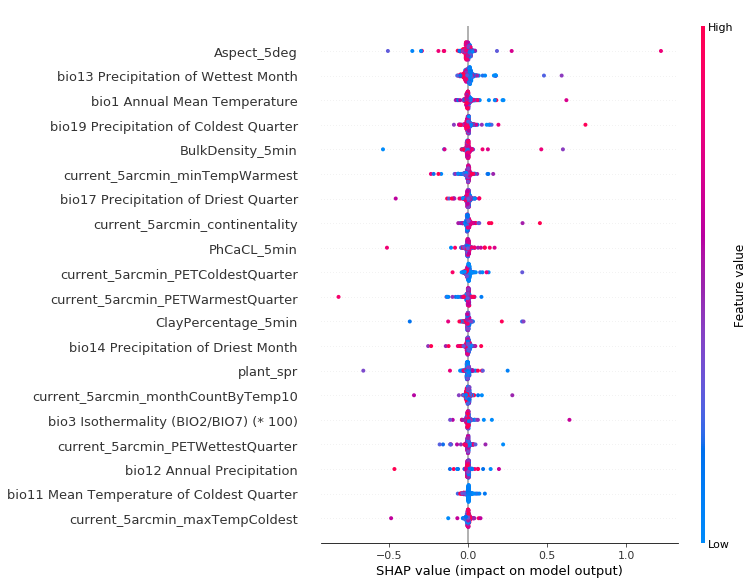 High
Aspect_5deg
bio13 Precipitation of Wettest Month
bio1 Annual Mean Temperature
bio19 Precipitation of Coldest Quarter
BulkDensity_5min
current_5arcmin_minTempWarmest
bio17 Precipitation of Driest Quarter
current_5arcmin_continentality
PhCaCL_5min
current_5arcmin_PETColdestQuarter
current_5arcmin_PETWarmestQuarter
ClayPercentage_5min
bio14 Precipitation of Driest Month
plant_spr
current_5arcmin_monthCountByTemp10
bio3 Isothermality (BIO2/BIO7) (* 100)
current_5arcmin_PETWettestQuarter
bio12 Annual Precipitation
bio11 Mean Temperature of Coldest Quarter
current_5arcmin_maxTempColdest
Feature value
Low
−0.5 0.0 0.5 1.0
SHAP value (impact on model output)